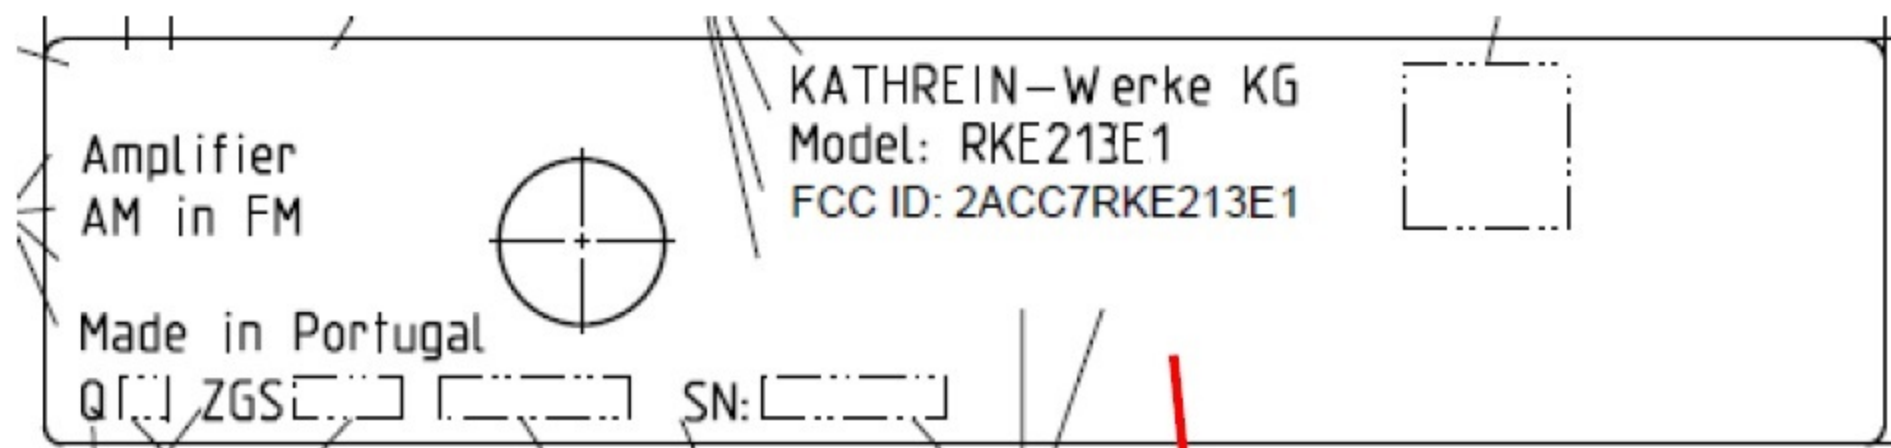 KATHREIN-Werke KG
Model: RKE213E1
FCC ID: 2ACC7RKE213E1
Amplifier
AM in FM
Made in Portugal
Q ZGS SN: